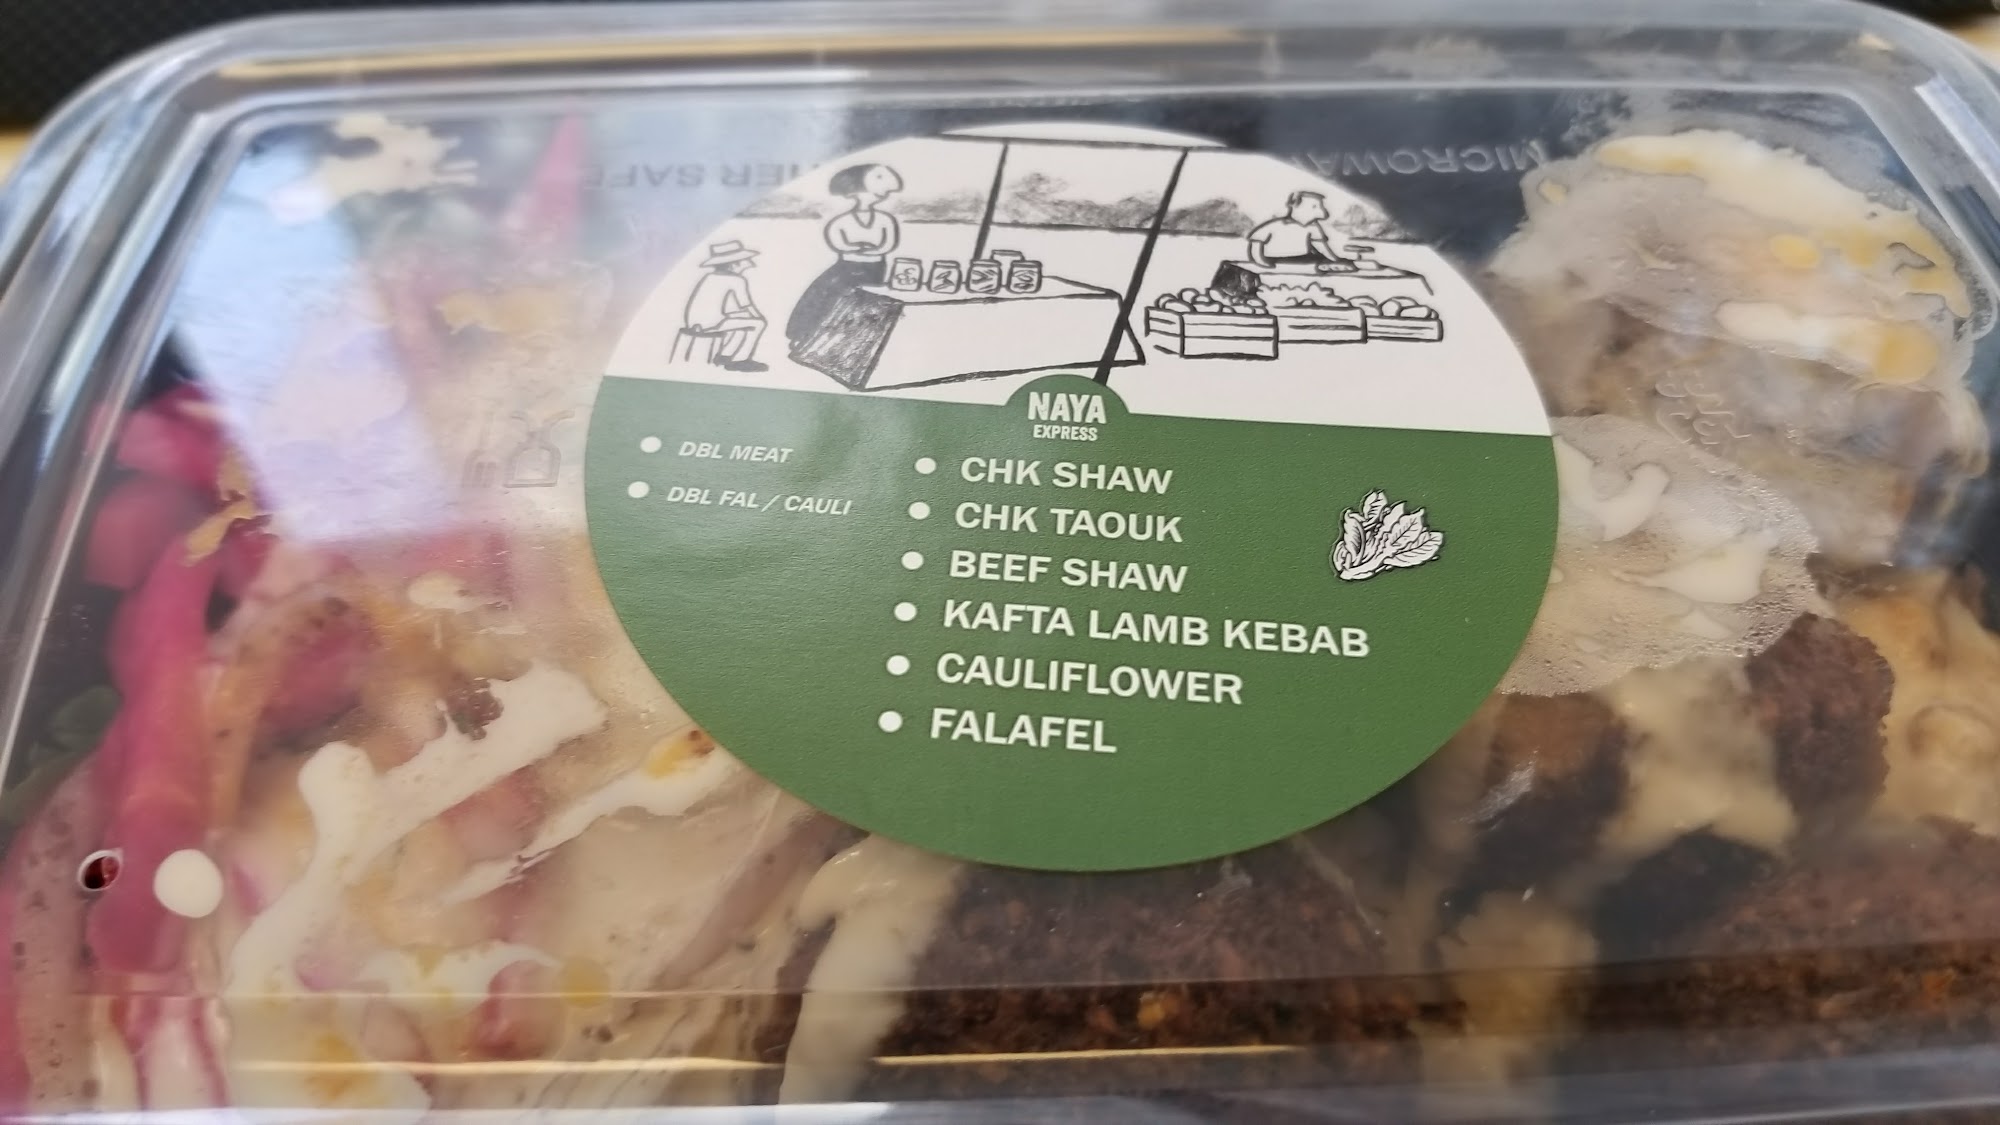 NAYA
EXPRESS
DBL MEAT
DBL FAL / CAULI
CHK SHAW
CHK TAOUK
BEEF SHAW
KAFTA LAMB KEBAB
CAULIFLOWER
FALAFEL